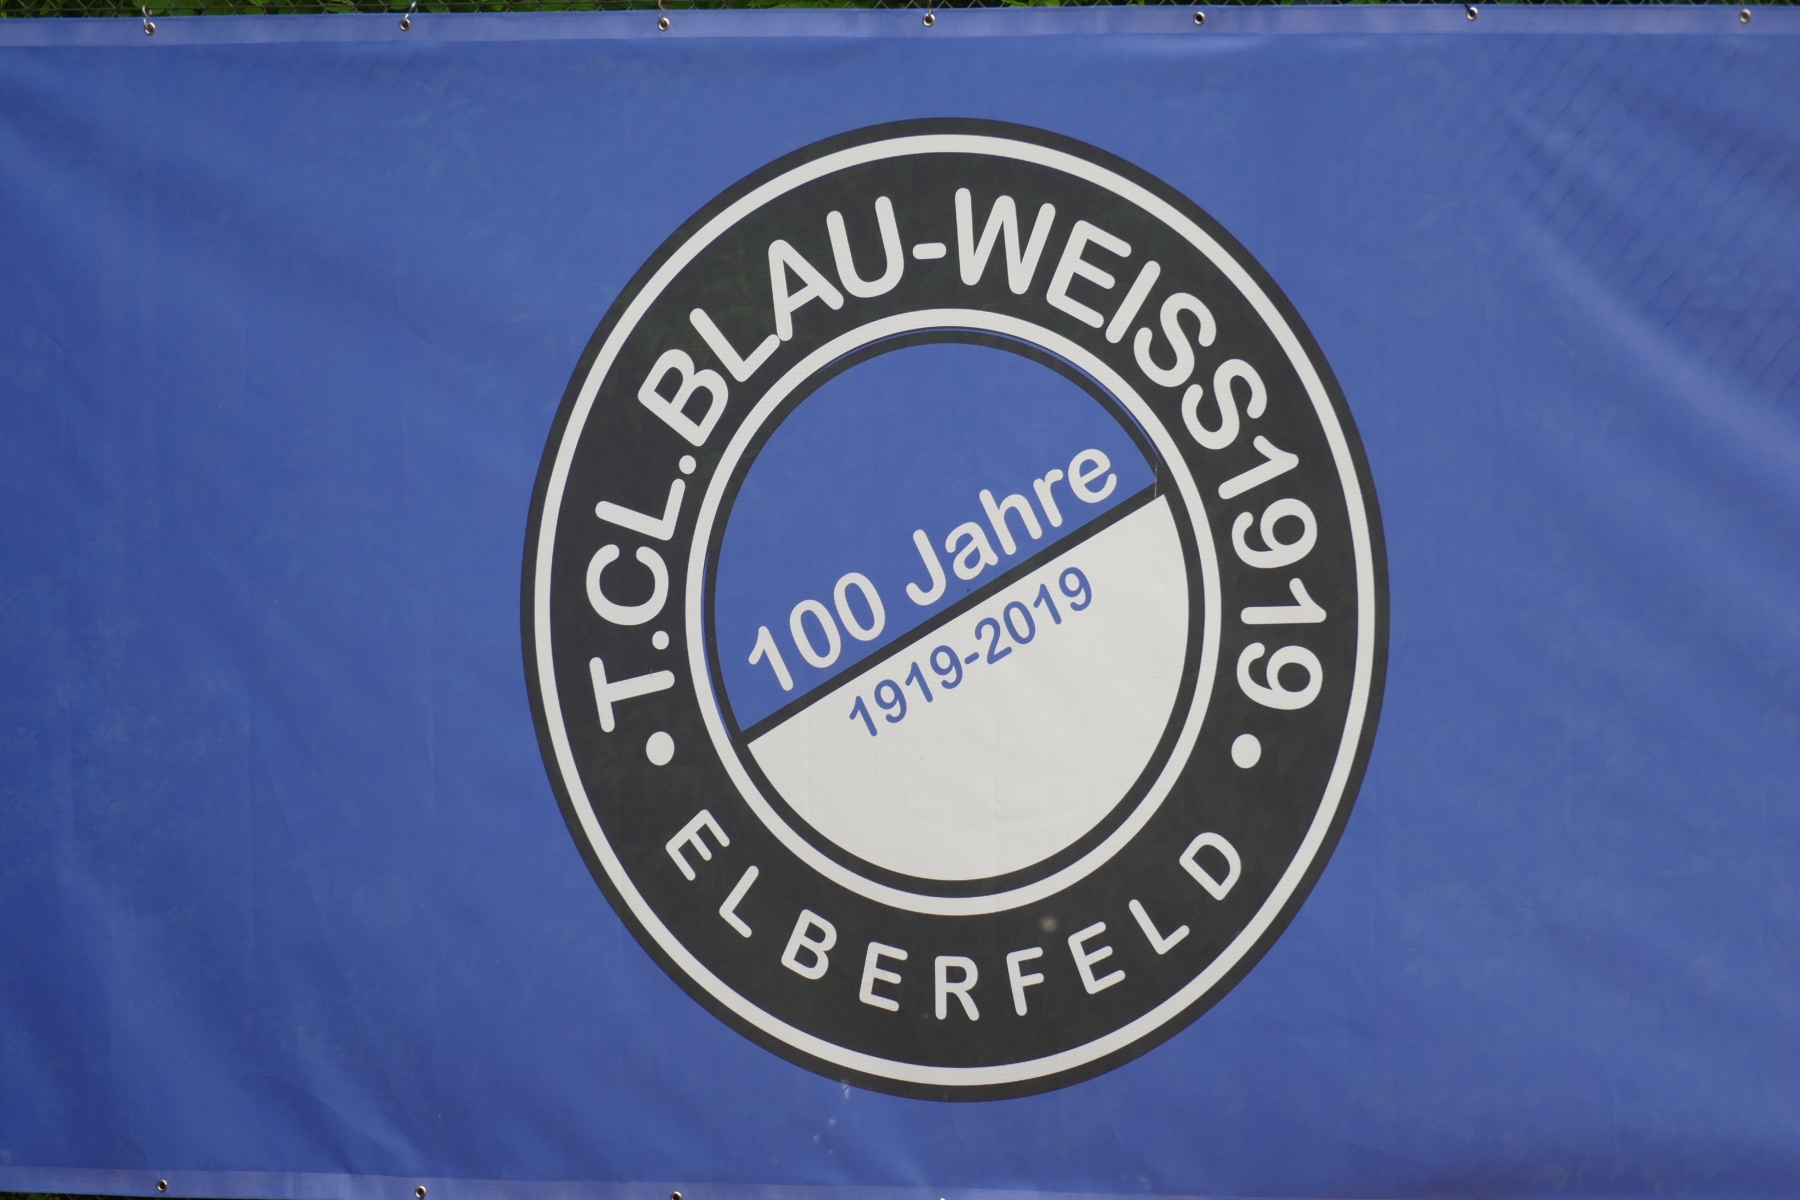 T.CL.BLAU-WEISS1919
100 Jahre
1919-2019
ELBERFELD